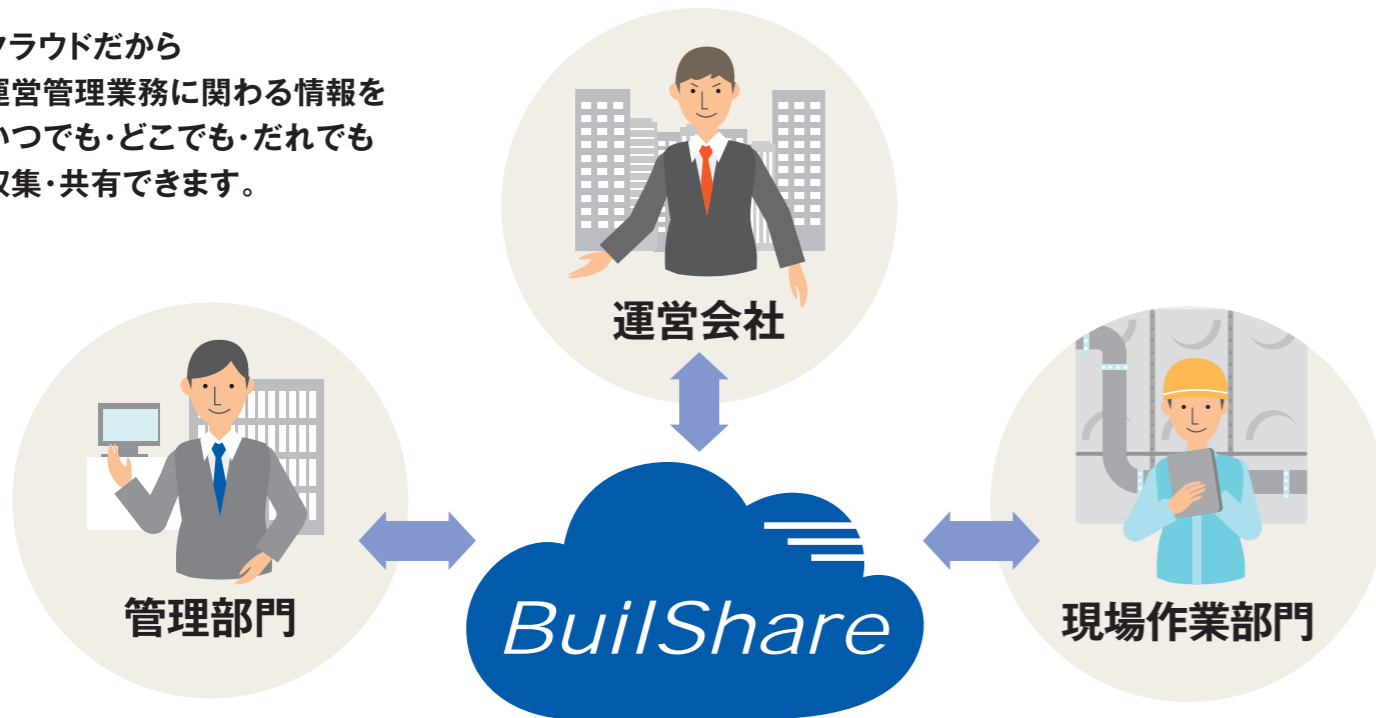 クラウドだから
運営管理業務に関わる情報を
いつでも・どこでも・だれでも
収集・共有できます。
運営会社
管理部門
現場作業部門
BuilShare